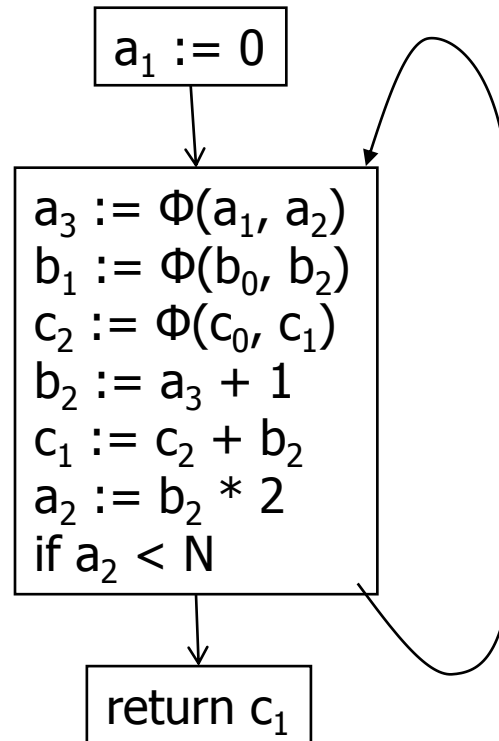 a₁ := 0
a₃ := Φ(a₁, a₂)
b₁ := Φ(b₀, b₂)
c₂ := Φ(c₀, c₁)
b₂ := a₃ + 1
c₁ := c₂ + b₂
a₂ := b₂ * 2
if a₂ < N
return c₁